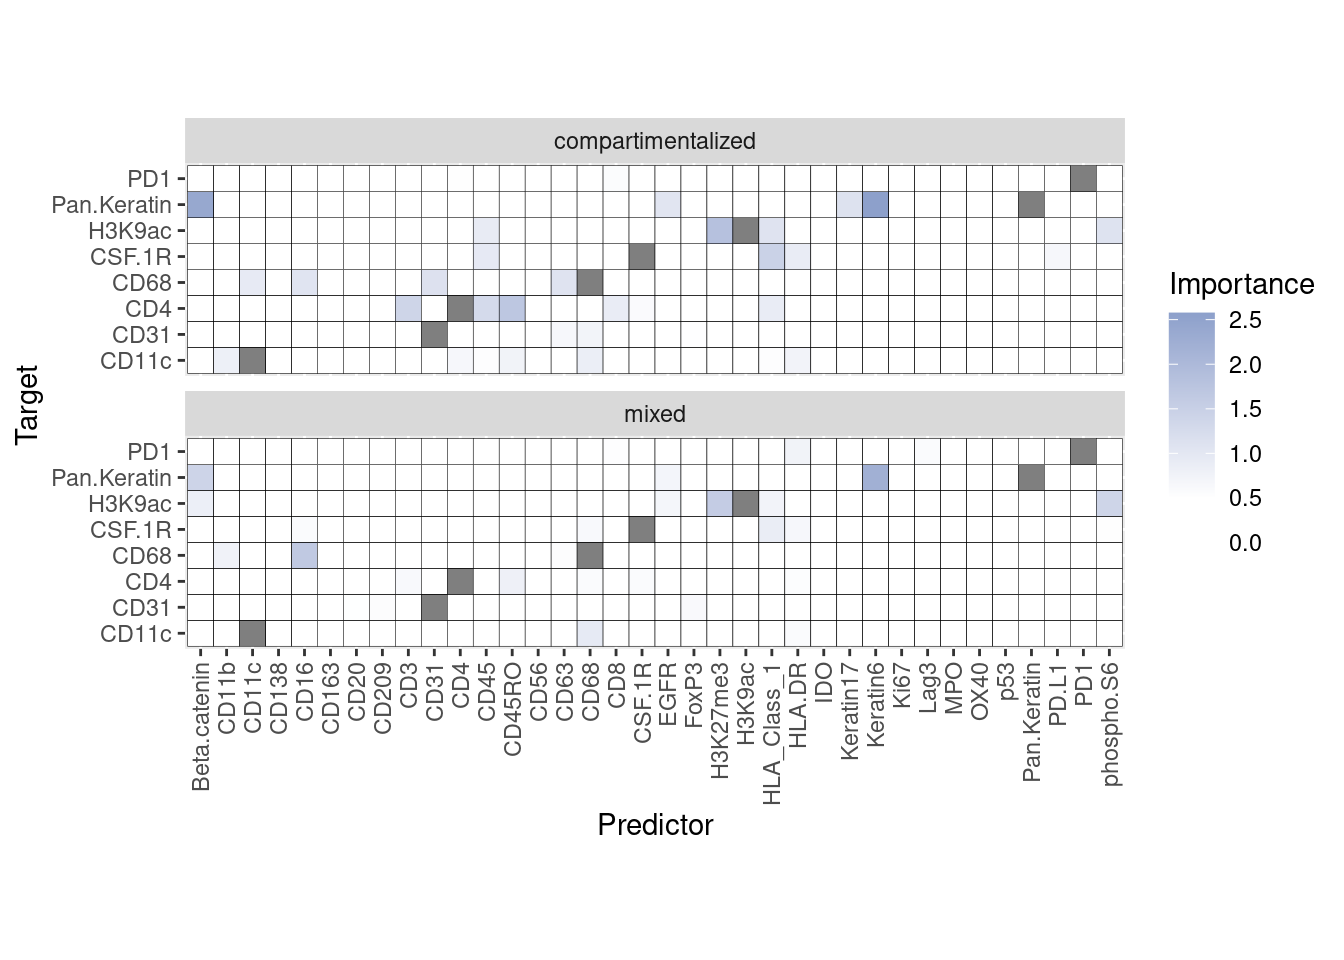 compartimentalized
PD1
Pan.Keratin
H3K9ac
CSF.1R
CD68
CD4
CD31
CD11c
mixed
PD1
Pan.Keratin
H3K9ac
CSF.1R
CD68
CD4
CD31
CD11c
Target
Beta.catenin
CD11b
CD11c
CD138
CD16
CD163
CD20
CD209
CD3
CD31
CD4
CD45
CD45RO
CD56
CD63
CD68
CD8
CSF.1R
EGFR
FoxP3
H3K27me3
H3K9ac
HLA_Class_1
HLA.DR
IDO
Keratin17
Keratin6
Ki67
Lag3
MPO
OX40
p53
Pan.Keratin
PD.L1
PD1
phospho.S6
Predictor
Importance
2.5
2.0
1.5
1.0
0.5
0.0